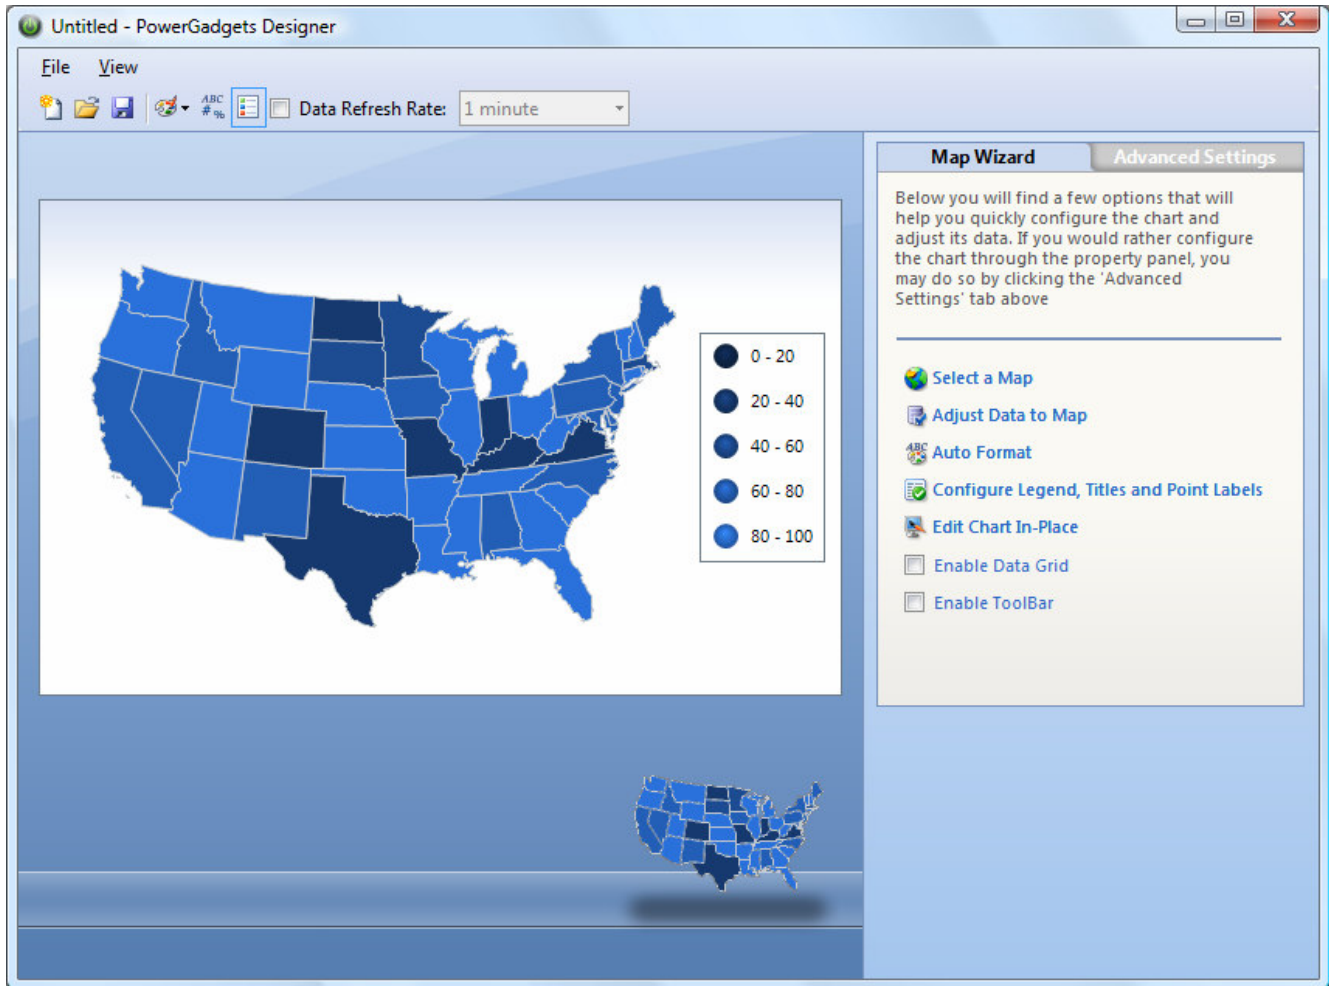 Untitled - PowerGadgets Designer
File View
ABC
#%
Data Refresh Rate: 1 minute
Map Wizard Advanced Settings
Below you will find a few options that will
help you quickly configure the chart and
adjust its data. If you would rather configure
the chart through the property panel, you
may do so by clicking the 'Advanced
Settings' tab above
0 - 20
20 - 40
40 - 60
60 - 80
80 - 100
Select a Map
Adjust Data to Map
ABC
Auto Format
Configure Legend, Titles and Point Labels
Edit Chart In-Place
Enable Data Grid
Enable ToolBar